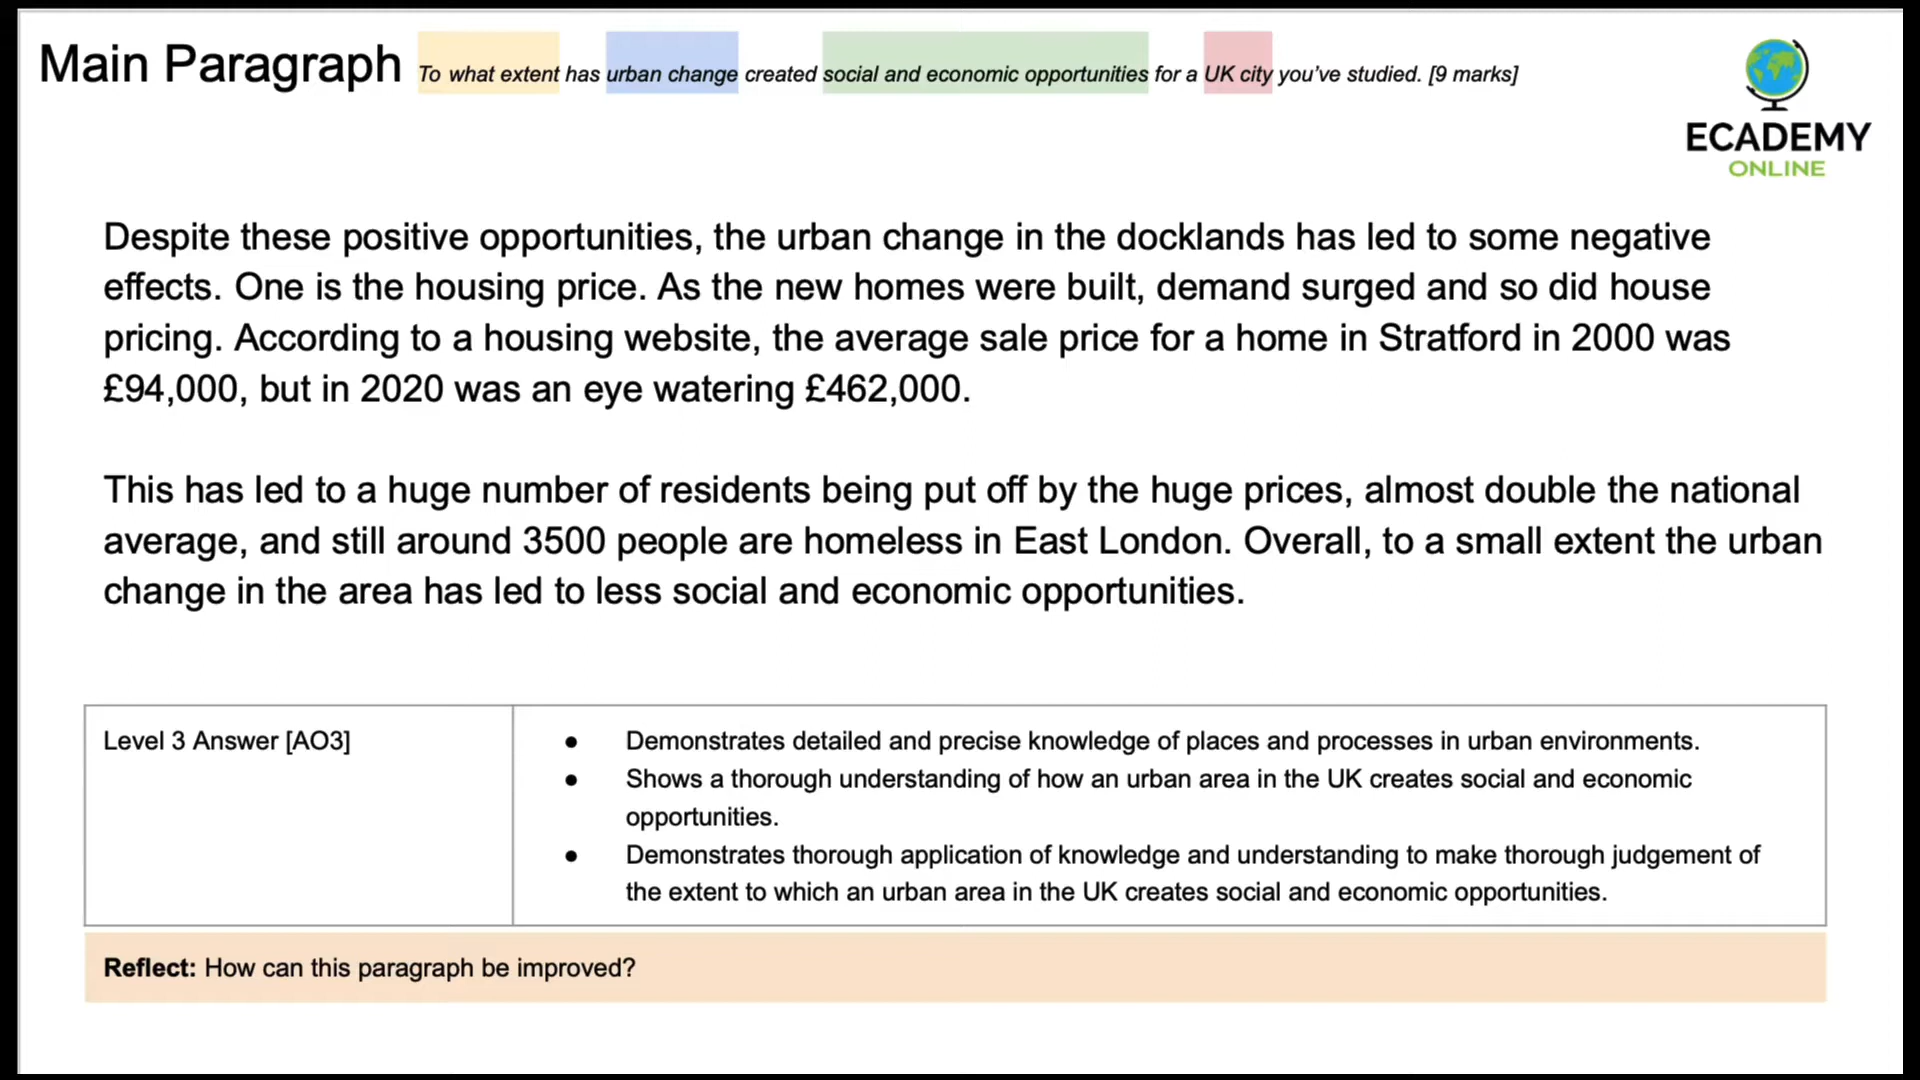 Main Paragraph To what extent has urban change created social and economic opportunities for a UK city you've studied. [9 marks]
ECADEMY
ONLINE
Despite these positive opportunities, the urban change in the docklands has led to some negative
effects. One is the housing price. As the new homes were built, demand surged and so did house
pricing. According to a housing website, the average sale price for a home in Stratford in 2000 was
£94,000, but in 2020 was an eye watering £462,000.
This has led to a huge number of residents being put off by the huge prices, almost double the national
average, and still around 3500 people are homeless in East London. Overall, to a small extent the urban
change in the area has led to less social and economic opportunities.
Level 3 Answer [AO3]
● Demonstrates detailed and precise knowledge of places and processes in urban environments.
● Shows a thorough understanding of how an urban area in the UK creates social and economic
opportunities.
● Demonstrates thorough application of knowledge and understanding to make thorough judgement of
the extent to which an urban area in the UK creates social and economic opportunities.
Reflect: How can this paragraph be improved?